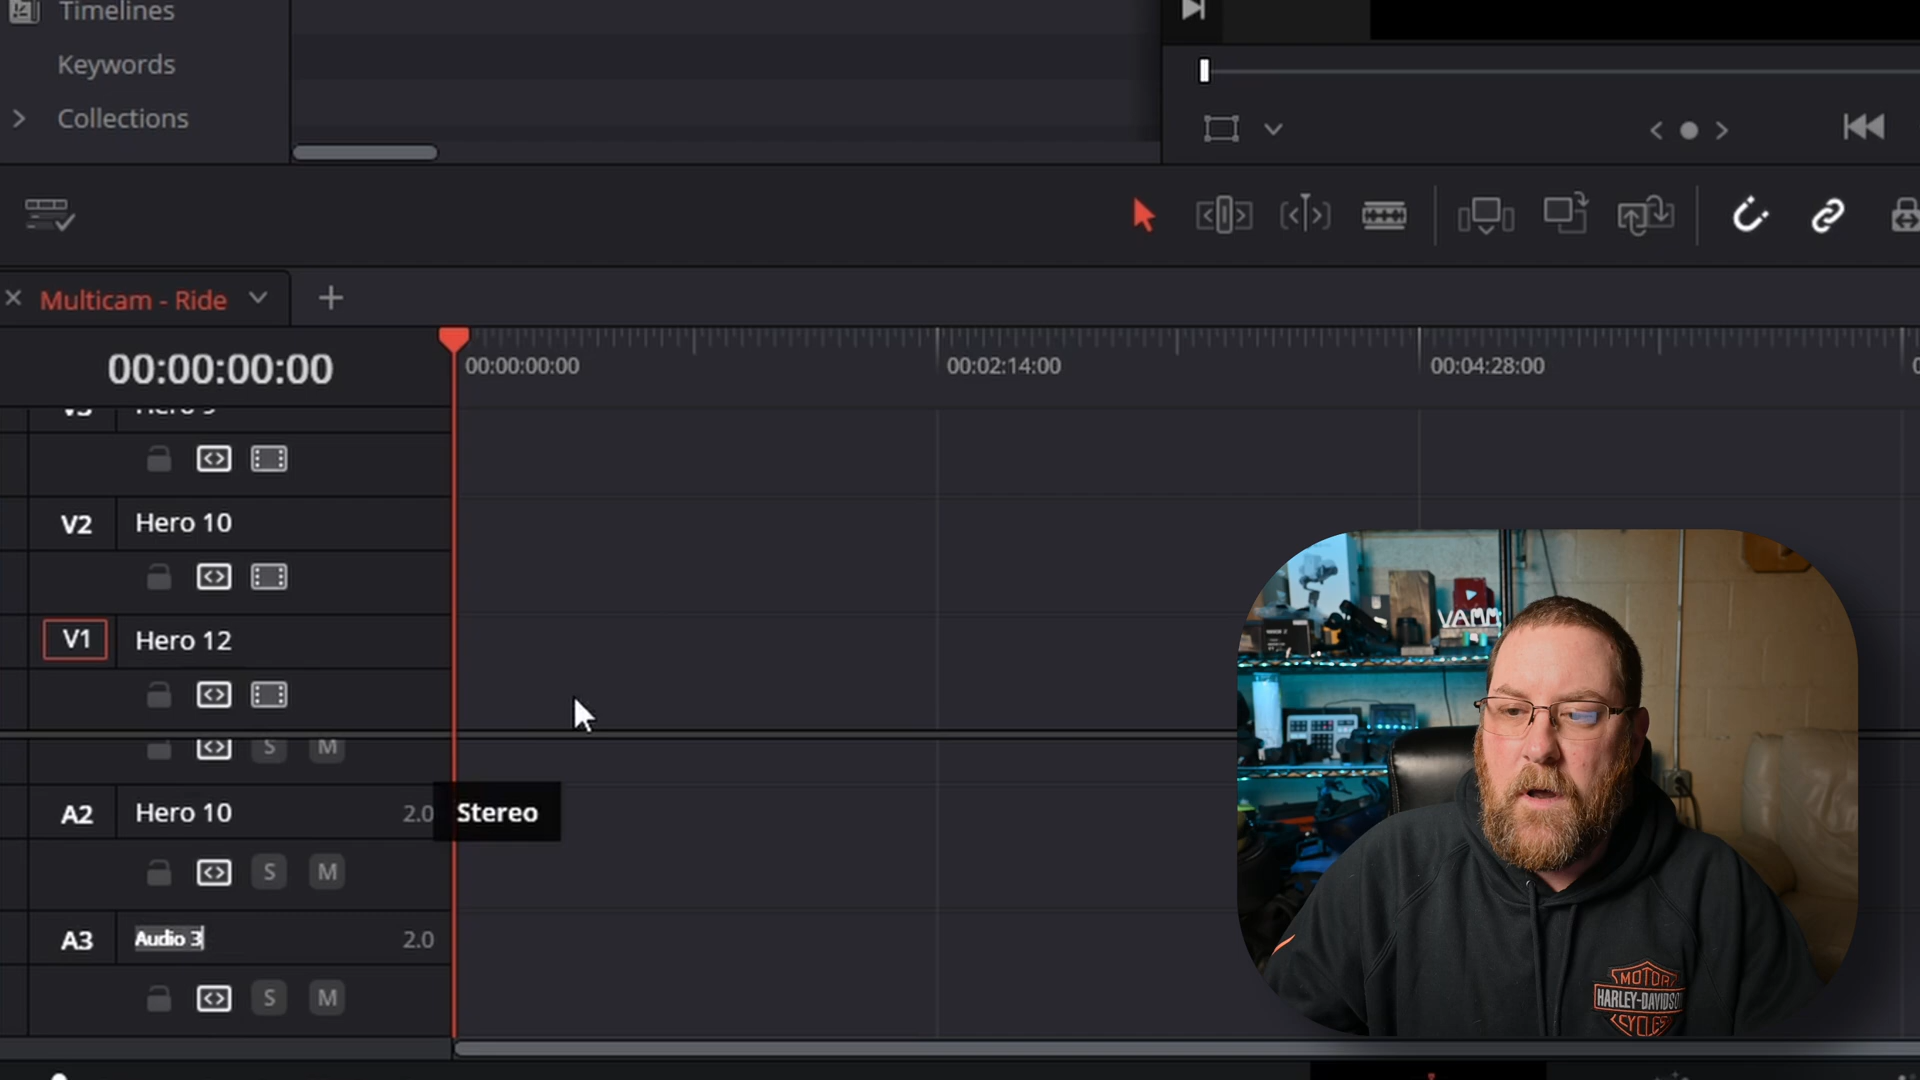 Timelines
Keywords
Collections
Multicam - Ride
00:00:00:00
00:00:00:00
00:02:14:00
00:04:28:00
V2 Hero 10
V1 Hero 12
S M
A2 Hero 10 2.0
Stereo
S M
A3 Audio 3 2.0
S M
VAMM
MOTOR
HARLEY-DAVIDSO
CYCLES